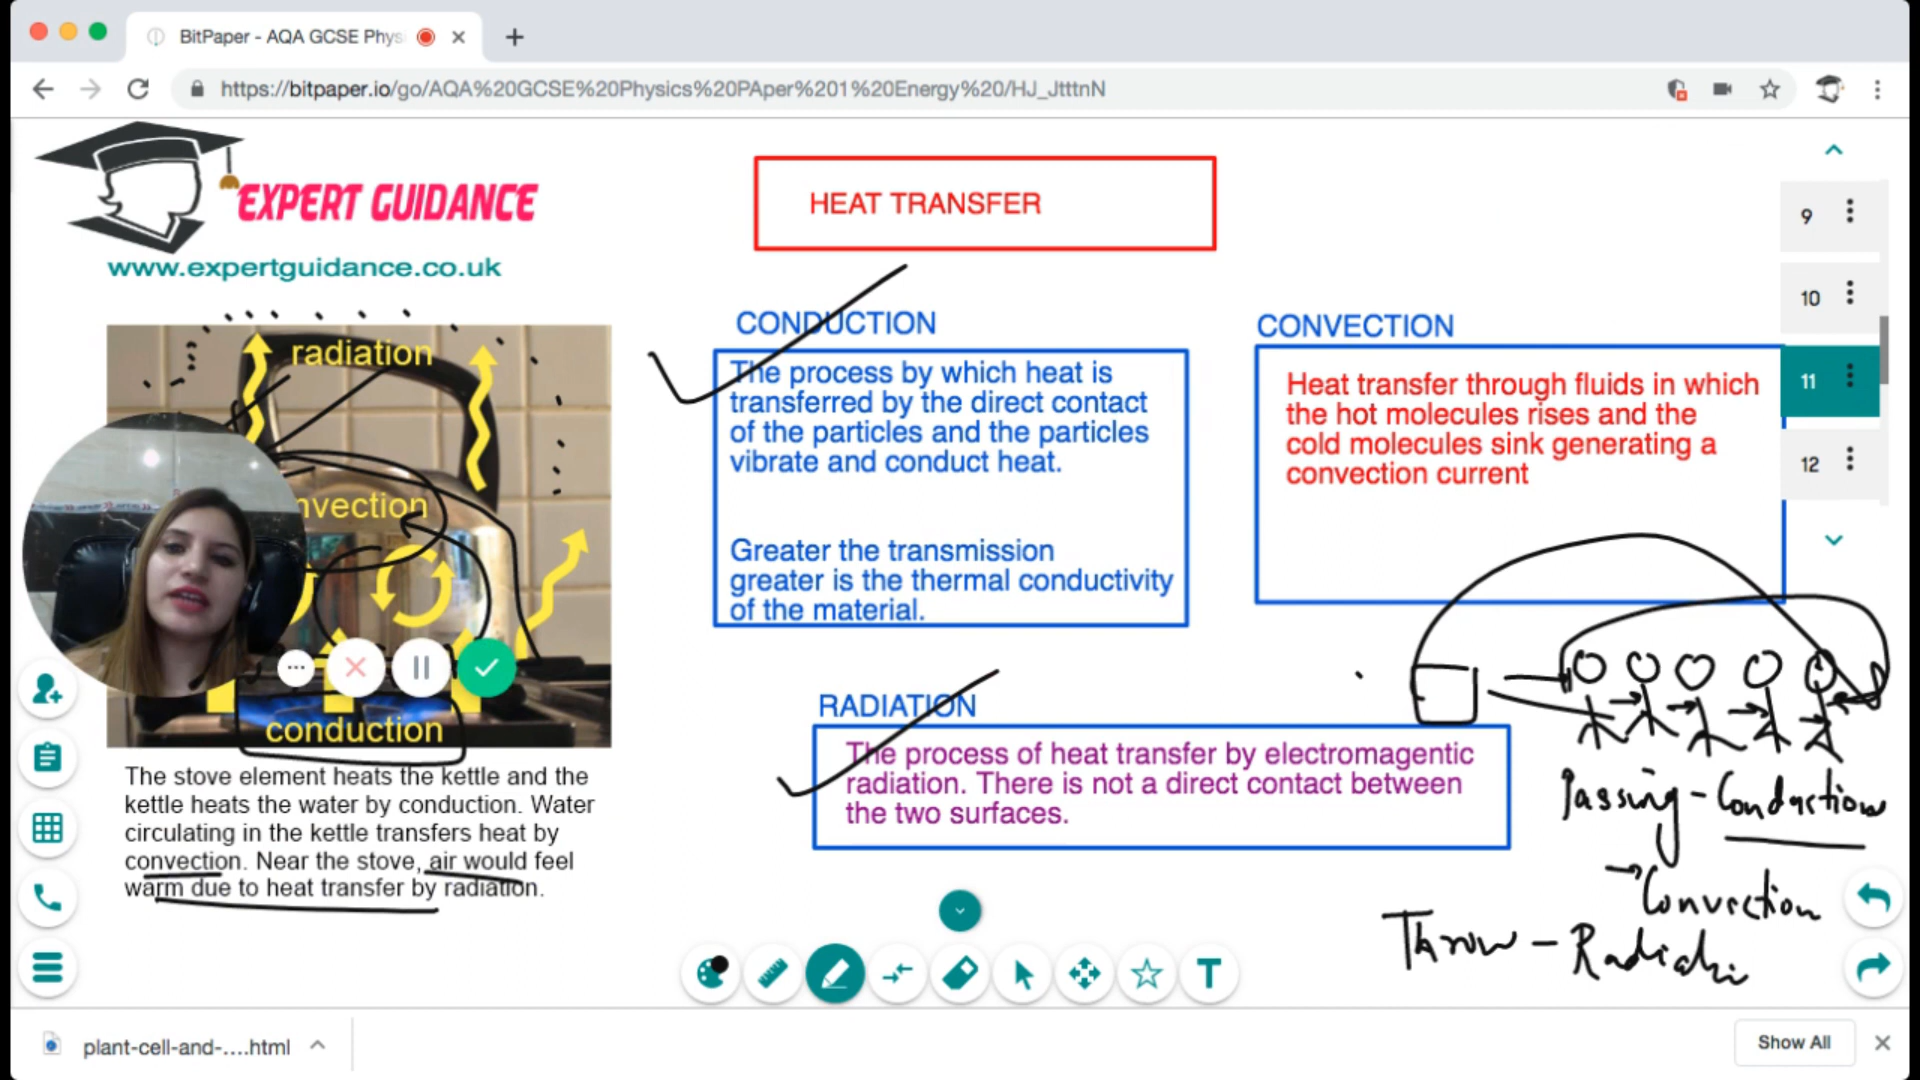 BitPaper - AQA GCSE Phys
https://bitpaper.io/go/AQA%20GCSE%20Physics%20PAper%201%20Energy%20/HJ_JtttnN
EXPERT GUIDANCE
www.expertguidance.co.uk
HEAT TRANSFER
radiation
nvection
conduction
The stove element heats the kettle and the
kettle heats the water by conduction. Water
circulating in the kettle transfers heat by
convection. Near the stove, air would feel
warm due to heat transfer by radiation.
CONDUCTION
The process by which heat is
transferred by the direct contact
of the particles and the particles
vibrate and conduct heat.
Greater the transmission
greater is the thermal conductivity
of the material.
CONVECTION
Heat transfer through fluids in which
the hot molecules rises and the
cold molecules sink generating a
convection current
RADIATION
The process of heat transfer by electromagentic
radiation. There is not a direct contact between
the two surfaces.
Passing - Conduction
→ Convection
Throw - Radiation
9
10
11
12
T
plant-cell-and-....html
Show All